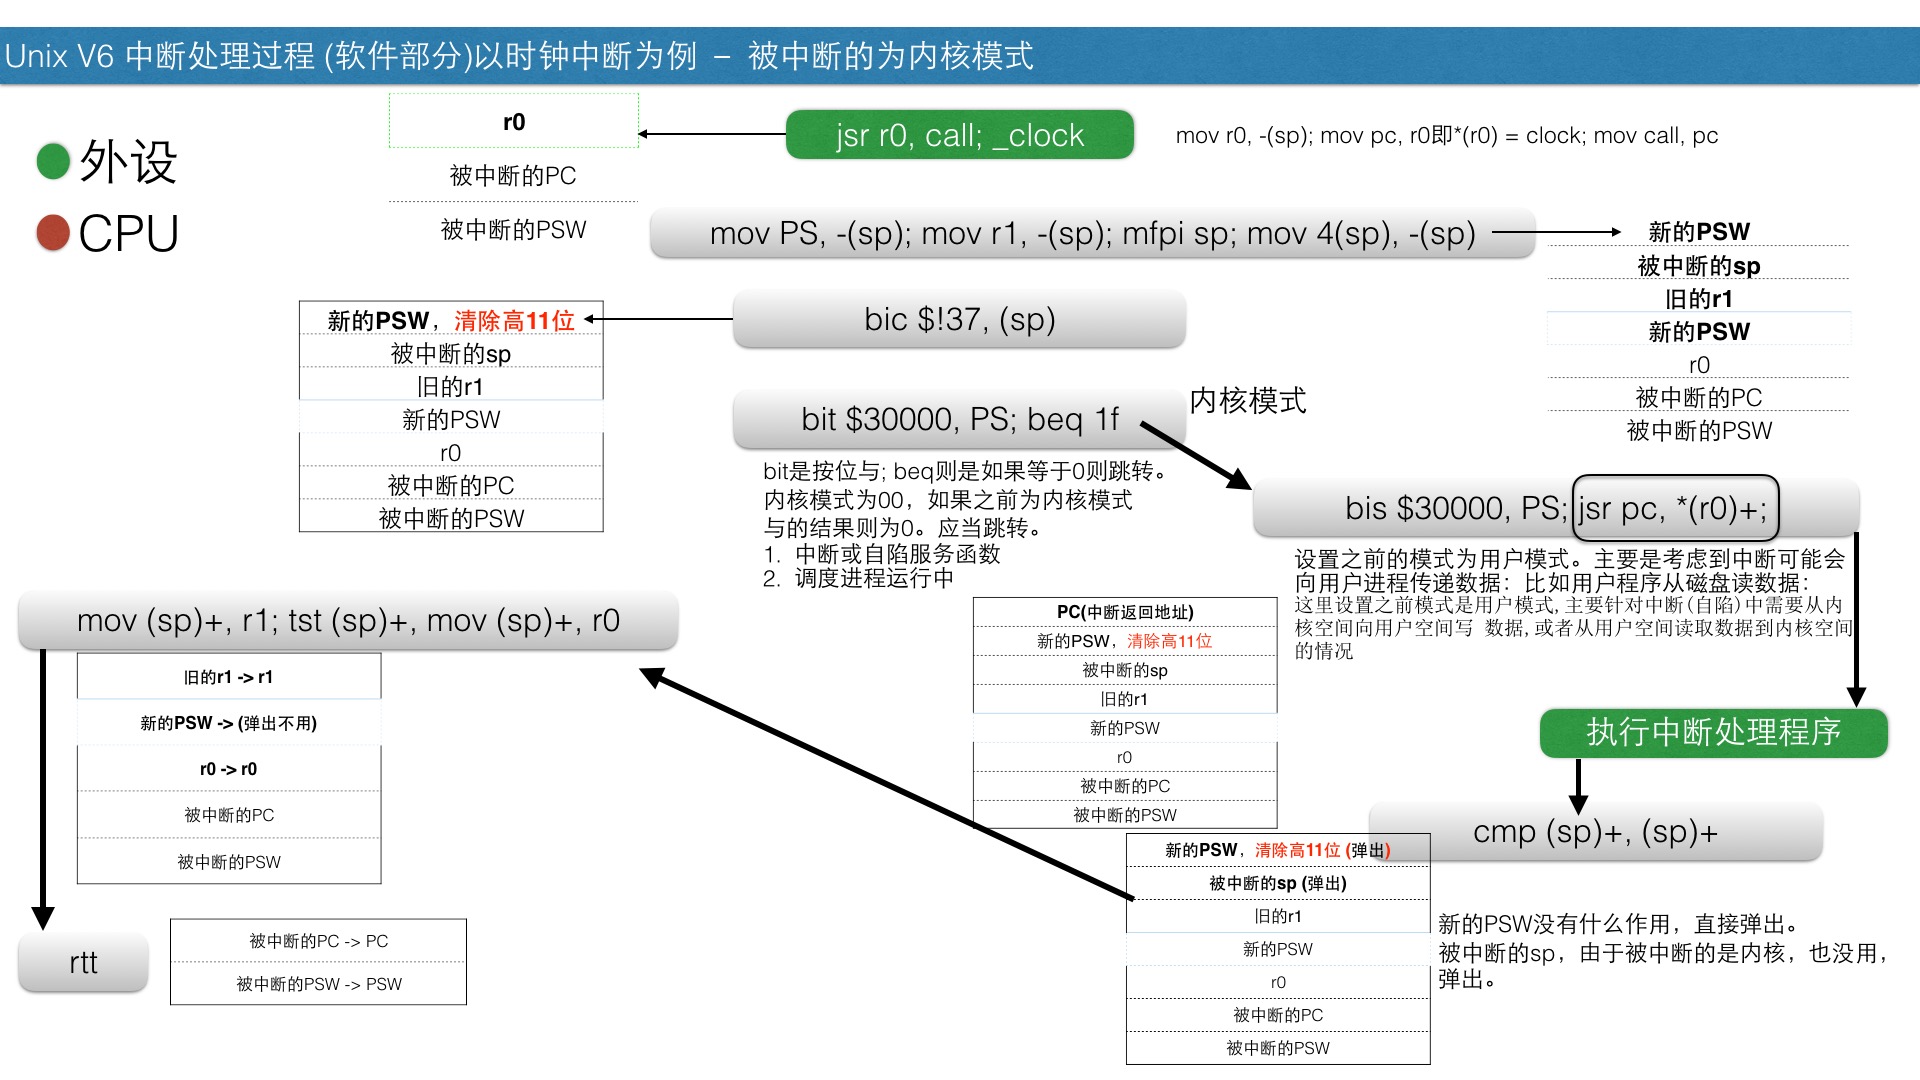 Unix V6 中断处理过程 (软件部分)以时钟中断为例 – 被中断的为内核模式
外设
CPU
r0
被中断的PC
被中断的PSW
jsr r0, call; _clock
mov r0, -(sp); mov pc, r0即*(r0) = clock; mov call, pc
mov PS, -(sp); mov r1, -(sp); mfpi sp; mov 4(sp), -(sp)
新的PSW
被中断的sp
旧的r1
新的PSW
r0
被中断的PC
被中断的PSW
bic $!37, (sp)
新的PSW，清除高11位
被中断的sp
旧的r1
新的PSW
r0
被中断的PC
被中断的PSW
bit $30000, PS; beq 1f
内核模式
bit是按位与; beq则是如果等于0则跳转。
内核模式为00，如果之前为内核模式
与的结果则为0。应当跳转。
1. 中断或自陷服务函数
2. 调度进程运行中
bis $30000, PS; jsr pc, *(r0)+;
设置之前的模式为用户模式。主要是考虑到中断可能会
向用户进程传递数据：比如用户程序从磁盘读数据：
这里设置之前模式是用户模式,主要针对中断(自陷)中需要从内
核空间向用户空间写 数据,或者从用户空间读取数据到内核空间
的情况
PC(中断返回地址)
新的PSW，清除高11位
被中断的sp
旧的r1
新的PSW
r0
被中断的PC
被中断的PSW
执行中断处理程序
cmp (sp)+, (sp)+
新的PSW，清除高11位 (弹出)
被中断的sp (弹出)
旧的r1
新的PSW
r0
被中断的PC
被中断的PSW
新的PSW没有什么作用，直接弹出。
被中断的sp，由于被中断的是内核，也没用，
弹出。
mov (sp)+, r1; tst (sp)+, mov (sp)+, r0
旧的r1 -> r1
新的PSW -> (弹出不用)
r0 -> r0
被中断的PC
被中断的PSW
rtt
被中断的PC -> PC
被中断的PSW -> PSW